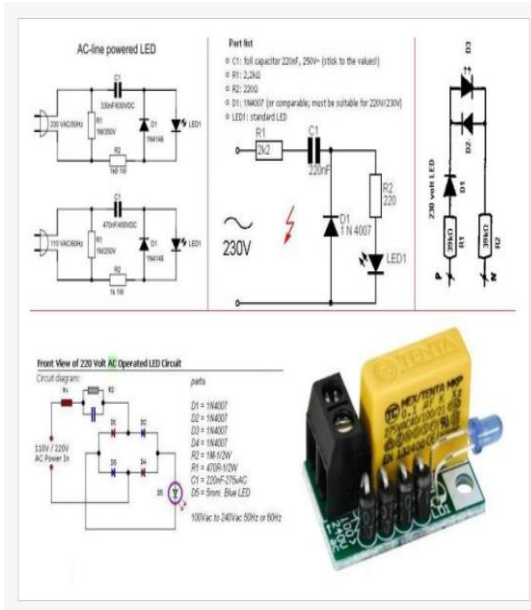 AC-line powered LED
C1
330nF/400VDC
230 VAC/50Hz
R1
1M/350V
D1
1N4148
LED1
R2
1k8 1W
C1
470nF/400VDC
110 VAC/60Hz
R1
1M/250V
D1
1N4148
LED1
R2
1k 1W
Part list
C1: foil capacitor 220nF, 250V~ (stick to the values!)
R1: 2,2kΩ
R2: 220Ω
D1: 1N4007 (or comparable; must be suitable for 220V/230V)
LED1: standard LED
R1
2k2
C1
220nF
R2
220
D1
1 N 4007
LED1
230V
D3
D2
230 volt LED
D1
39kΩ
R1
39kΩ
R2
P
N
Front View of 220 Volt AC Operated LED Circuit
Circuit diagram:
R1
R2
110V / 220V
AC Power In
D1
D2
D3
D4
D5
parts
D1 = 1N4007
D2 = 1N4007
D3 = 1N4007
D4 = 1N4007
R2 = 1M-1/2W
R1 = 470R-1/2W
C1 = 220nF-275vAC
D5 = 5mm. Blue LED
100Vac to 240Vac 50Hz or 60Hz
TENTA
MEX/TENTA MKP